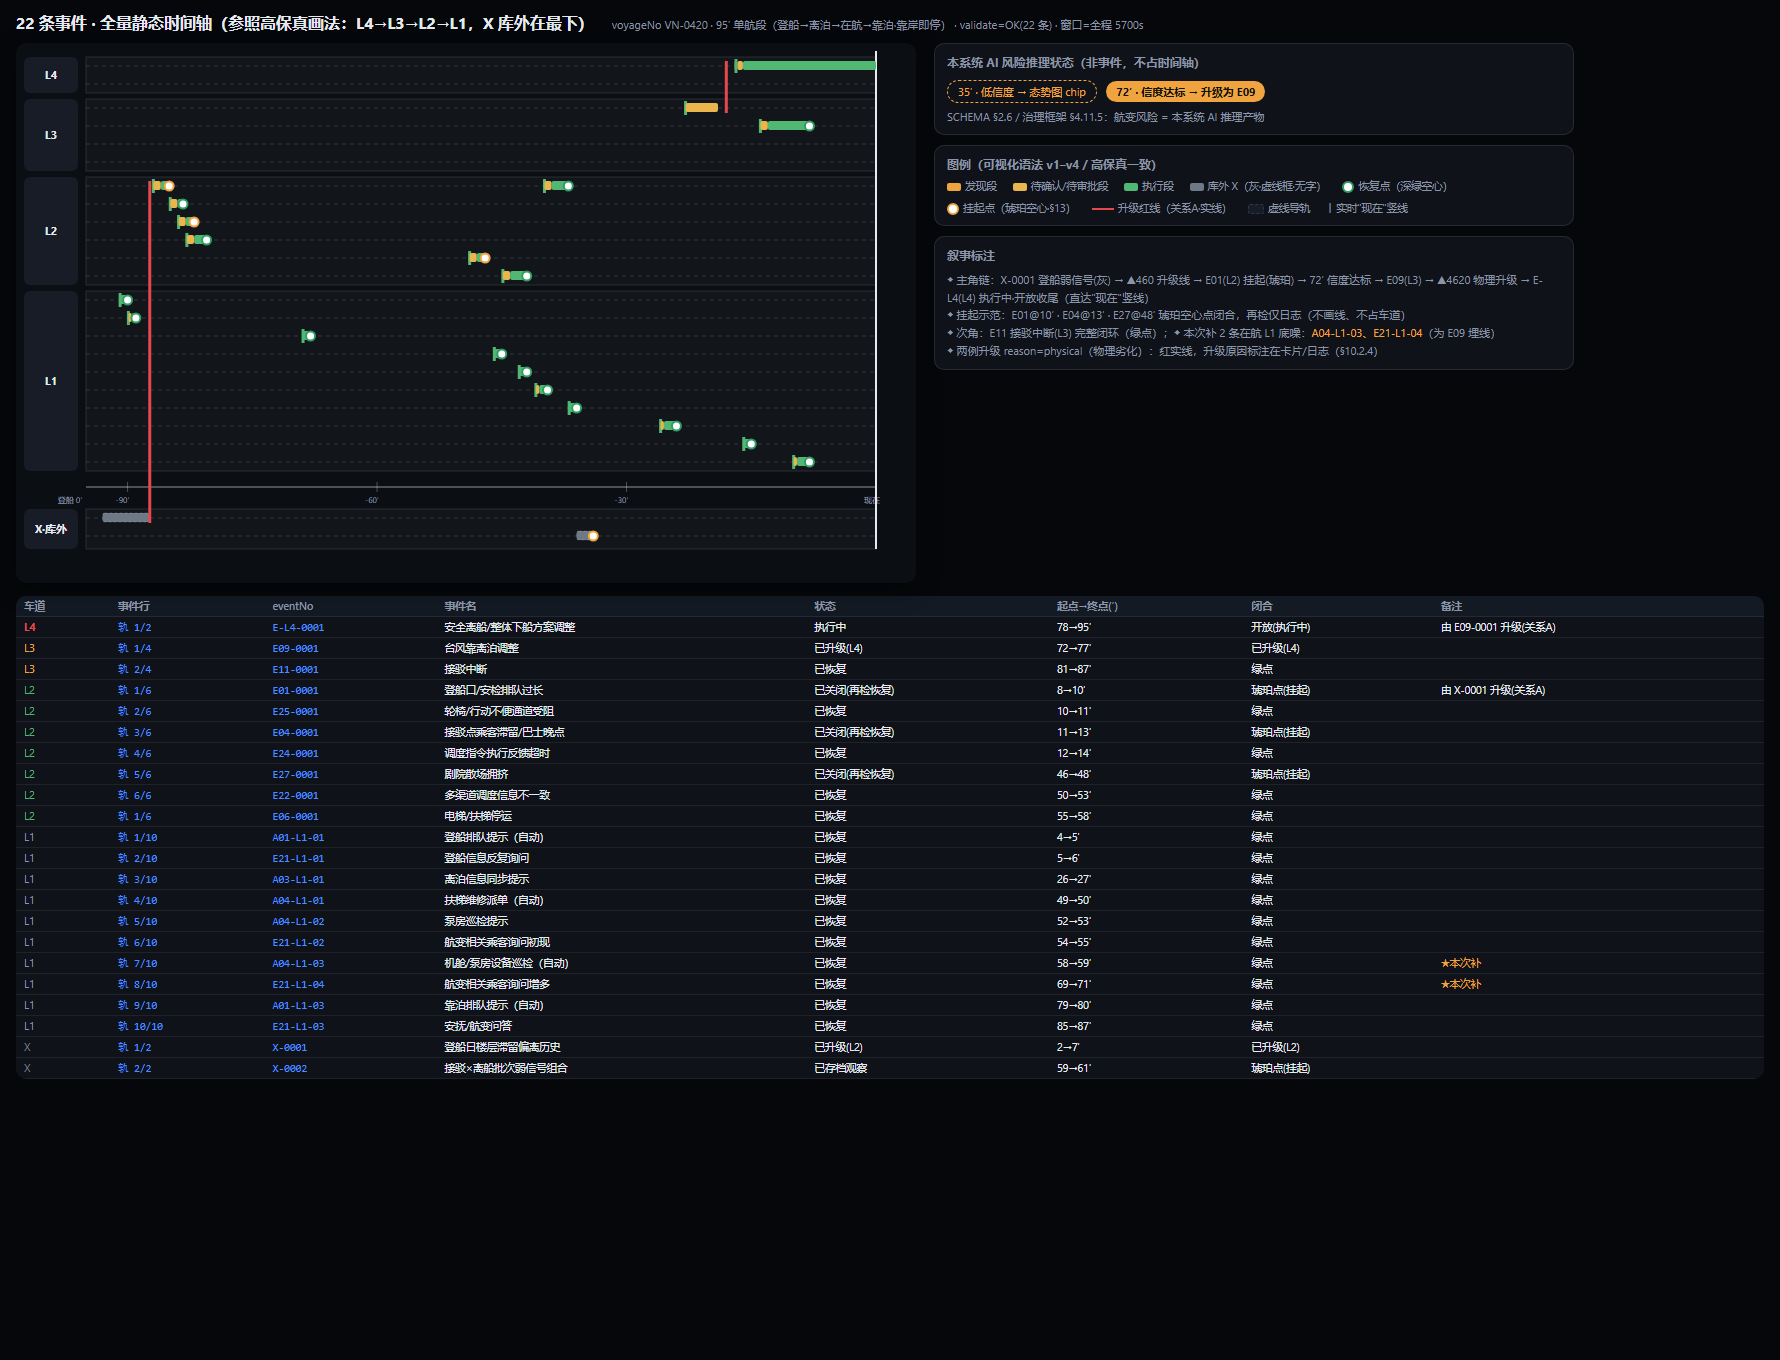 22 条事件 · 全量静态时间轴（参照高保真画法：L4→L3→L2→L1，X 库外在最下） voyageNo VN-0420 · 95' 单航段（登船→离泊→在航→靠泊·靠岸即停） · validate=OK(22 条) · 窗口=全程 5700s
L4
L3
L2
L1
登船 0' -90' -60' -30' 现在
X·库外
本系统 AI 风险推理状态（非事件，不占时间轴）
35' · 低信度 → 态势图 chip 72' · 信度达标 → 升级为 E09
SCHEMA §2.6 / 治理框架 §4.11.5：航变风险 = 本系统 AI 推理产物
图例（可视化语法 v1–v4 / 高保真一致）
发现段 待确认/待审批段 执行段 库外 X（灰·虚线框·无字） 恢复点（深绿空心）
挂起点（琥珀空心·§13） 升级红线（关系A·实线） 虚线导轨 实时"现在"竖线
叙事标注
✦ 主角链：X-0001 登船弱信号(灰) → ▲460 升级线 → E01(L2) 挂起(琥珀) → 72' 信度达标 → E09(L3) → ▲4620 物理升级 → E-
L4(L4) 执行中·开放收尾（直达"现在"竖线）
✦ 挂起示范：E01@10' · E04@13' · E27@48' 琥珀空心点闭合，再检仅日志（不画线、不占车道）
✦ 次角：E11 接驳中断(L3) 完整闭环（绿点）；✦ 本次补 2 条在航 L1 底噪：A04-L1-03、E21-L1-04（为 E09 埋线）
✦ 两例升级 reason=physical（物理劣化）：红实线，升级原因标注在卡片/日志（§10.2.4）
车道 事件行 eventNo 事件名 状态 起点→终点(') 闭合 备注
L4 轨 1/2 E-L4-0001 安全离船/整体下船方案调整 执行中 78→95' 开放(执行中) 由 E09-0001 升级(关系A)
L3 轨 1/4 E09-0001 台风靠离泊调整 已升级(L4) 72→77' 已升级(L4)
L3 轨 2/4 E11-0001 接驳中断 已恢复 81→87' 绿点
L2 轨 1/6 E01-0001 登船口/安检排队过长 已关闭(再检恢复) 8→10' 琥珀点(挂起) 由 X-0001 升级(关系A)
L2 轨 2/6 E25-0001 轮椅/行动不便通道受阻 已恢复 10→11' 绿点
L2 轨 3/6 E04-0001 接驳点乘客滞留/巴士晚点 已关闭(再检恢复) 11→13' 琥珀点(挂起)
L2 轨 4/6 E24-0001 调度指令执行反馈超时 已恢复 12→14' 绿点
L2 轨 5/6 E27-0001 剧院散场拥挤 已关闭(再检恢复) 46→48' 琥珀点(挂起)
L2 轨 6/6 E22-0001 多渠道调度信息不一致 已恢复 50→53' 绿点
L2 轨 1/6 E06-0001 电梯/扶梯停运 已恢复 55→58' 绿点
L1 轨 1/10 A01-L1-01 登船排队提示（自动） 已恢复 4→5' 绿点
L1 轨 2/10 E21-L1-01 登船信息反复询问 已恢复 5→6' 绿点
L1 轨 3/10 A03-L1-01 离泊信息同步提示 已恢复 26→27' 绿点
L1 轨 4/10 A04-L1-01 扶梯维修派单（自动） 已恢复 49→50' 绿点
L1 轨 5/10 A04-L1-02 泵房巡检提示 已恢复 52→53' 绿点
L1 轨 6/10 E21-L1-02 航变相关乘客询问初现 已恢复 54→55' 绿点
L1 轨 7/10 A04-L1-03 机舱/泵房设备巡检（自动） 已恢复 58→59' 绿点 ★本次补
L1 轨 8/10 E21-L1-04 航变相关乘客询问增多 已恢复 69→71' 绿点 ★本次补
L1 轨 9/10 A01-L1-03 靠泊排队提示（自动） 已恢复 79→80' 绿点
L1 轨 10/10 E21-L1-03 安抚/航变问答 已恢复 85→87' 绿点
X 轨 1/2 X-0001 登船日楼层滞留偏离历史 已升级(L2) 2→7' 已升级(L2)
X 轨 2/2 X-0002 接驳×离船批次弱信号组合 已存档观察 59→61' 琥珀点(挂起)